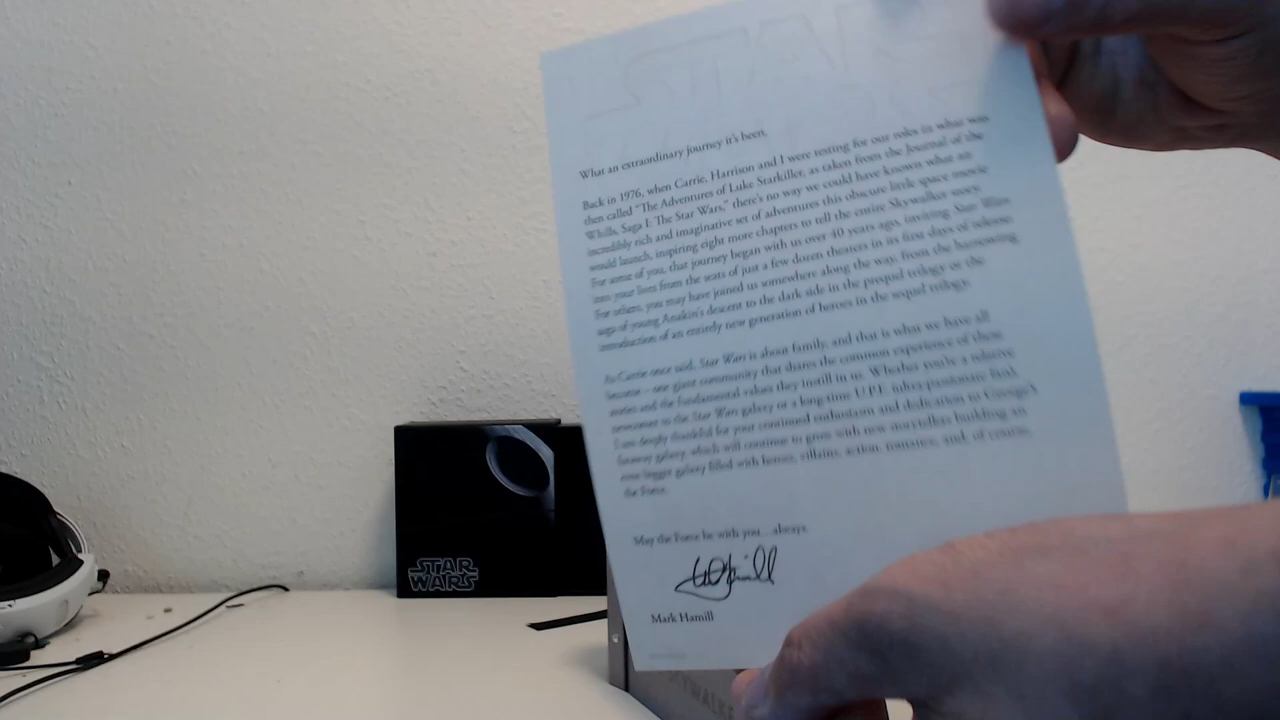 What an extraordinary journey it's been.
Back in 1976, when Carrie, Harrison and I were testing for our roles in what was
then called "The Adventures of Luke Starkiller, as taken from the Journal of the
Whills, Saga I: The Star Wars," there's no way we could have known what an
incredibly rich and imaginative set of adventures this obscure little space movie
would launch, inspiring eight more chapters to tell the entire Skywalker story.
For some of you, that journey began with us over 40 years ago, inviting Star Wars
into your lives from the seats of just a few dozen theaters in its first days of release.
For others, you may have joined us somewhere along the way, from the harrowing
saga of young Anakin's descent to the dark side in the prequel trilogy or the
introduction of an entirely new generation of heroes in the sequel trilogy.
As Carrie once said, Star Wars is about family, and that is what we have all
become – one giant community that shares the common experience of these
stories and the fundamental values they instill in us. Whether you're a relative
newcomer to the Star Wars galaxy or a long-time U.P.F. (ultra-passionate fan),
I am deeply thankful for your continued enthusiasm and dedication to George's
faraway galaxy, which will continue to grow with new storytellers building an
even bigger galaxy filled with heroes, villains, action, romance, and, of course,
the Force.
May the Force be with you... always.
Mark Hamill
STAR
WARS
SKYWALKE